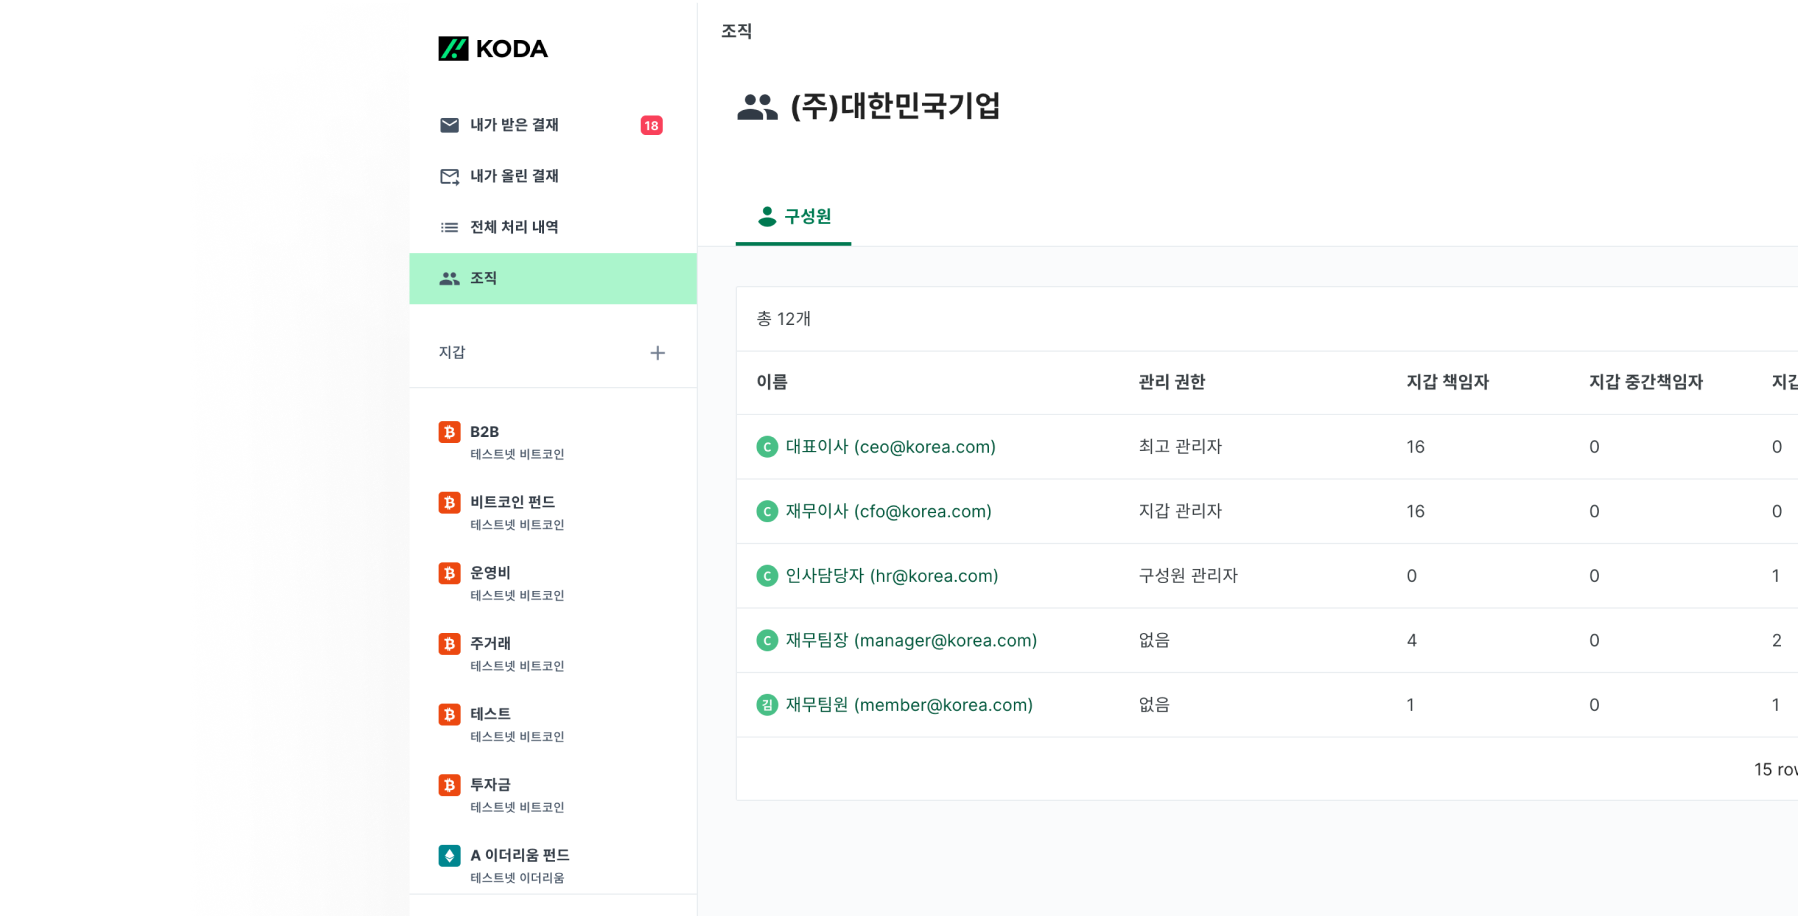 KODA
내가 받은 결재 18
내가 올린 결재
전체 처리 내역
조직
지갑
B2B
테스트넷 비트코인
비트코인 펀드
테스트넷 비트코인
운영비
테스트넷 비트코인
주거래
테스트넷 비트코인
테스트
테스트넷 비트코인
투자금
테스트넷 비트코인
A 이더리움 펀드
테스트넷 이더리움
조직
(주)대한민국기업
구성원
총 12개
이름 관리 권한 지갑 책임자 지갑 중간책임자 지갑
C 대표이사 (ceo@korea.com) 최고 관리자 16 0 0
C 재무이사 (cfo@korea.com) 지갑 관리자 16 0 0
C 인사담당자 (hr@korea.com) 구성원 관리자 0 0 1
C 재무팀장 (manager@korea.com) 없음 4 0 2
김 재무팀원 (member@korea.com) 없음 1 0 1
15 row